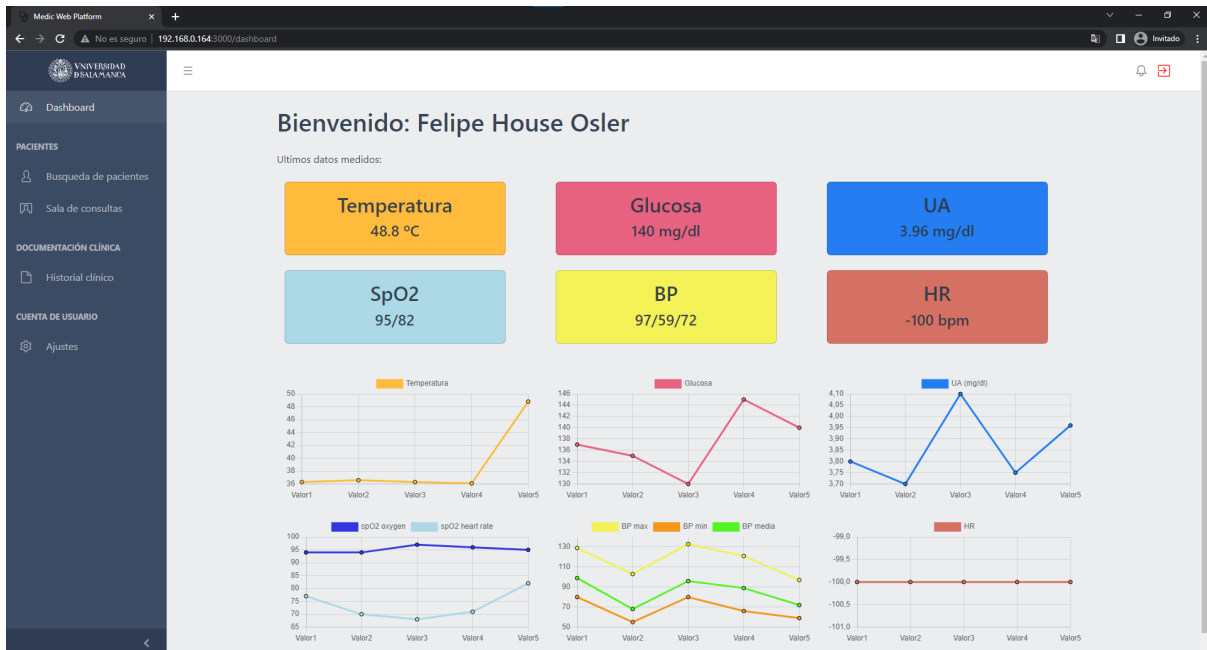 Medic Web Platform
No es seguro | 192.168.0.164:3000/dashboard
Invitado
VNIVERSIDAD
D SALAMANCA
Dashboard
PACIENTES
Busqueda de pacientes
Sala de consultas
DOCUMENTACIÓN CLÍNICA
Historial clínico
CUENTA DE USUARIO
Ajustes
Bienvenido: Felipe House Osler
Ultimos datos medidos:
Temperatura
48.8 ºC
Glucosa
140 mg/dl
UA
3.96 mg/dl
SpO2
95/82
BP
97/59/72
HR
-100 bpm
Temperatura
50
48
46
44
42
40
38
36
Valor1 Valor2 Valor3 Valor4 Valor5
Glucosa
146
144
142
140
138
136
134
132
130
Valor1 Valor2 Valor3 Valor4 Valor5
UA (mg/dl)
4,10
4,05
4,00
3,95
3,90
3,85
3,80
3,75
3,70
Valor1 Valor2 Valor3 Valor4 Valor5
spO2 oxygen spO2 heart rate
100
95
90
85
80
75
70
65
Valor1 Valor2 Valor3 Valor4 Valor5
BP max BP min BP media
130
110
90
70
50
Valor1 Valor2 Valor3 Valor4 Valor5
HR
-99,0
-99,5
-100,0
-100,5
-101,0
Valor1 Valor2 Valor3 Valor4 Valor5